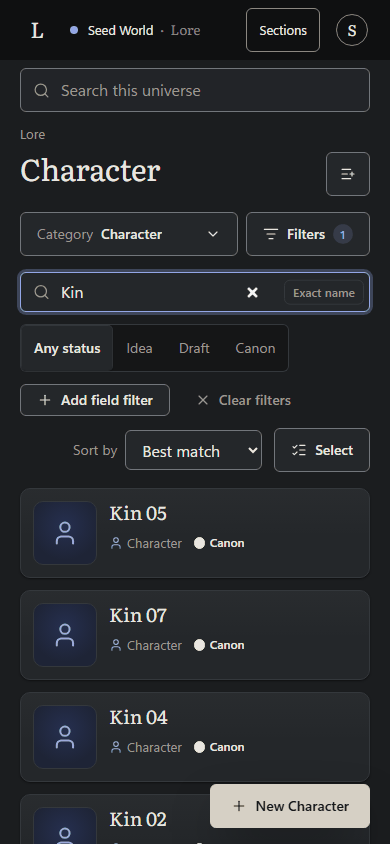 L Seed World · Lore Sections S
Search this universe
Lore
Character
Category Character Filters 1
Kin Exact name
Any status Idea Draft Canon
Add field filter Clear filters
Sort by Best match Select
Kin 05
Character Canon
Kin 07
Character Canon
Kin 04
Character Canon
Kin 02
New Character